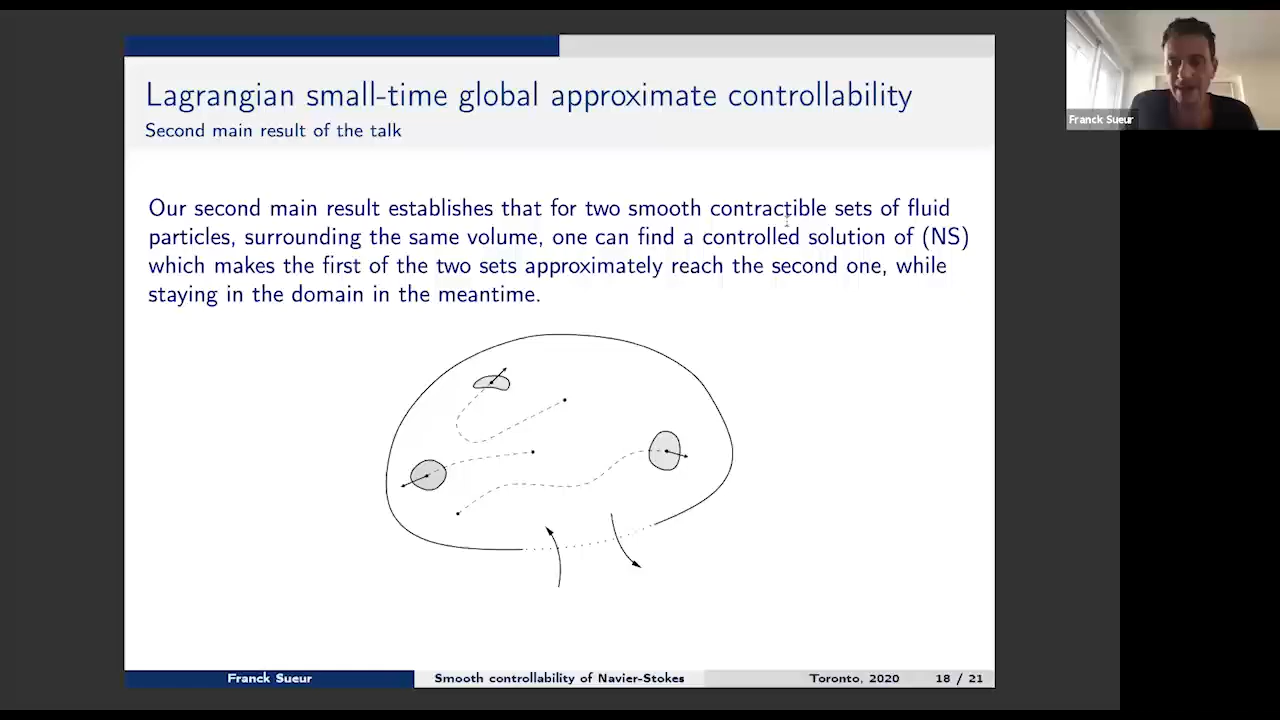 Lagrangian small-time global approximate controllability
Second main result of the talk
Franck Sueur
Our second main result establishes that for two smooth contractible sets of fluid
particles, surrounding the same volume, one can find a controlled solution of (NS)
which makes the first of the two sets approximately reach the second one, while
staying in the domain in the meantime.
Franck Sueur
Smooth controllability of Navier-Stokes
Toronto, 2020
18 / 21